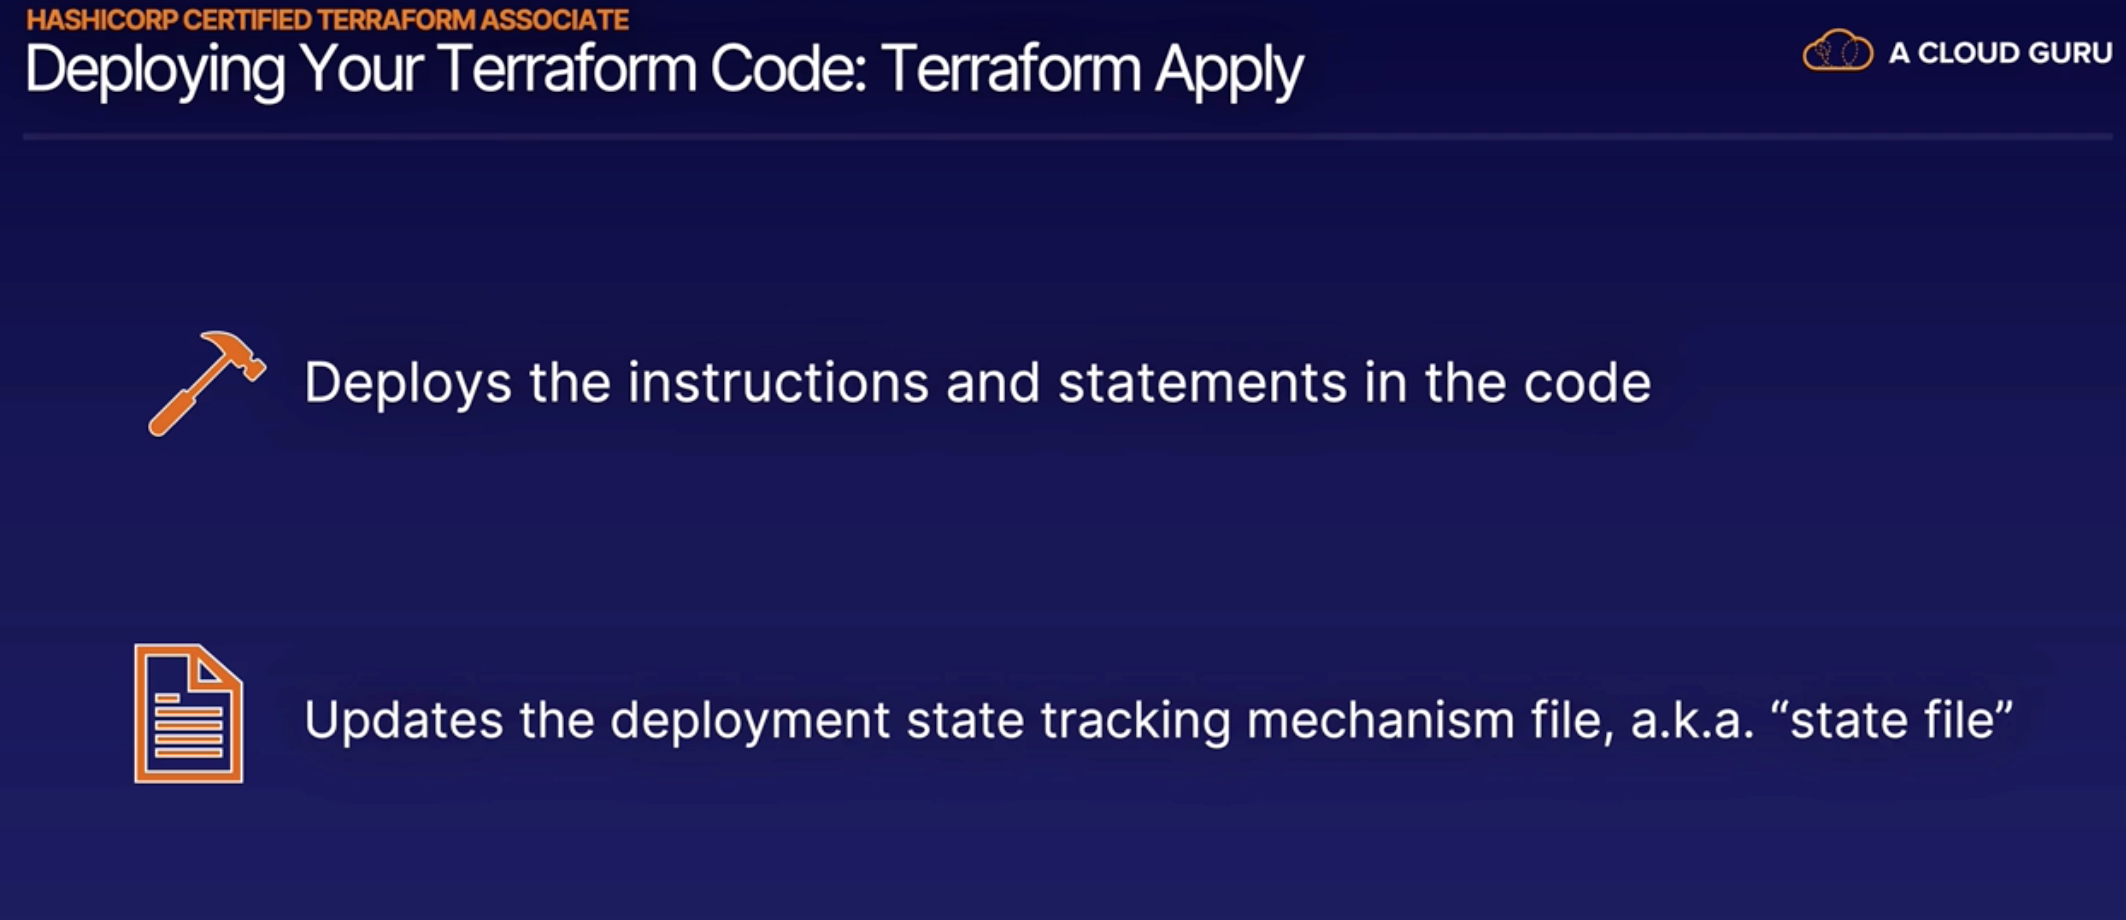 HASHICORP CERTIFIED TERRAFORM ASSOCIATE
Deploying Your Terraform Code: Terraform Apply
A CLOUD GURU
Deploys the instructions and statements in the code
Updates the deployment state tracking mechanism file, a.k.a. “state file”